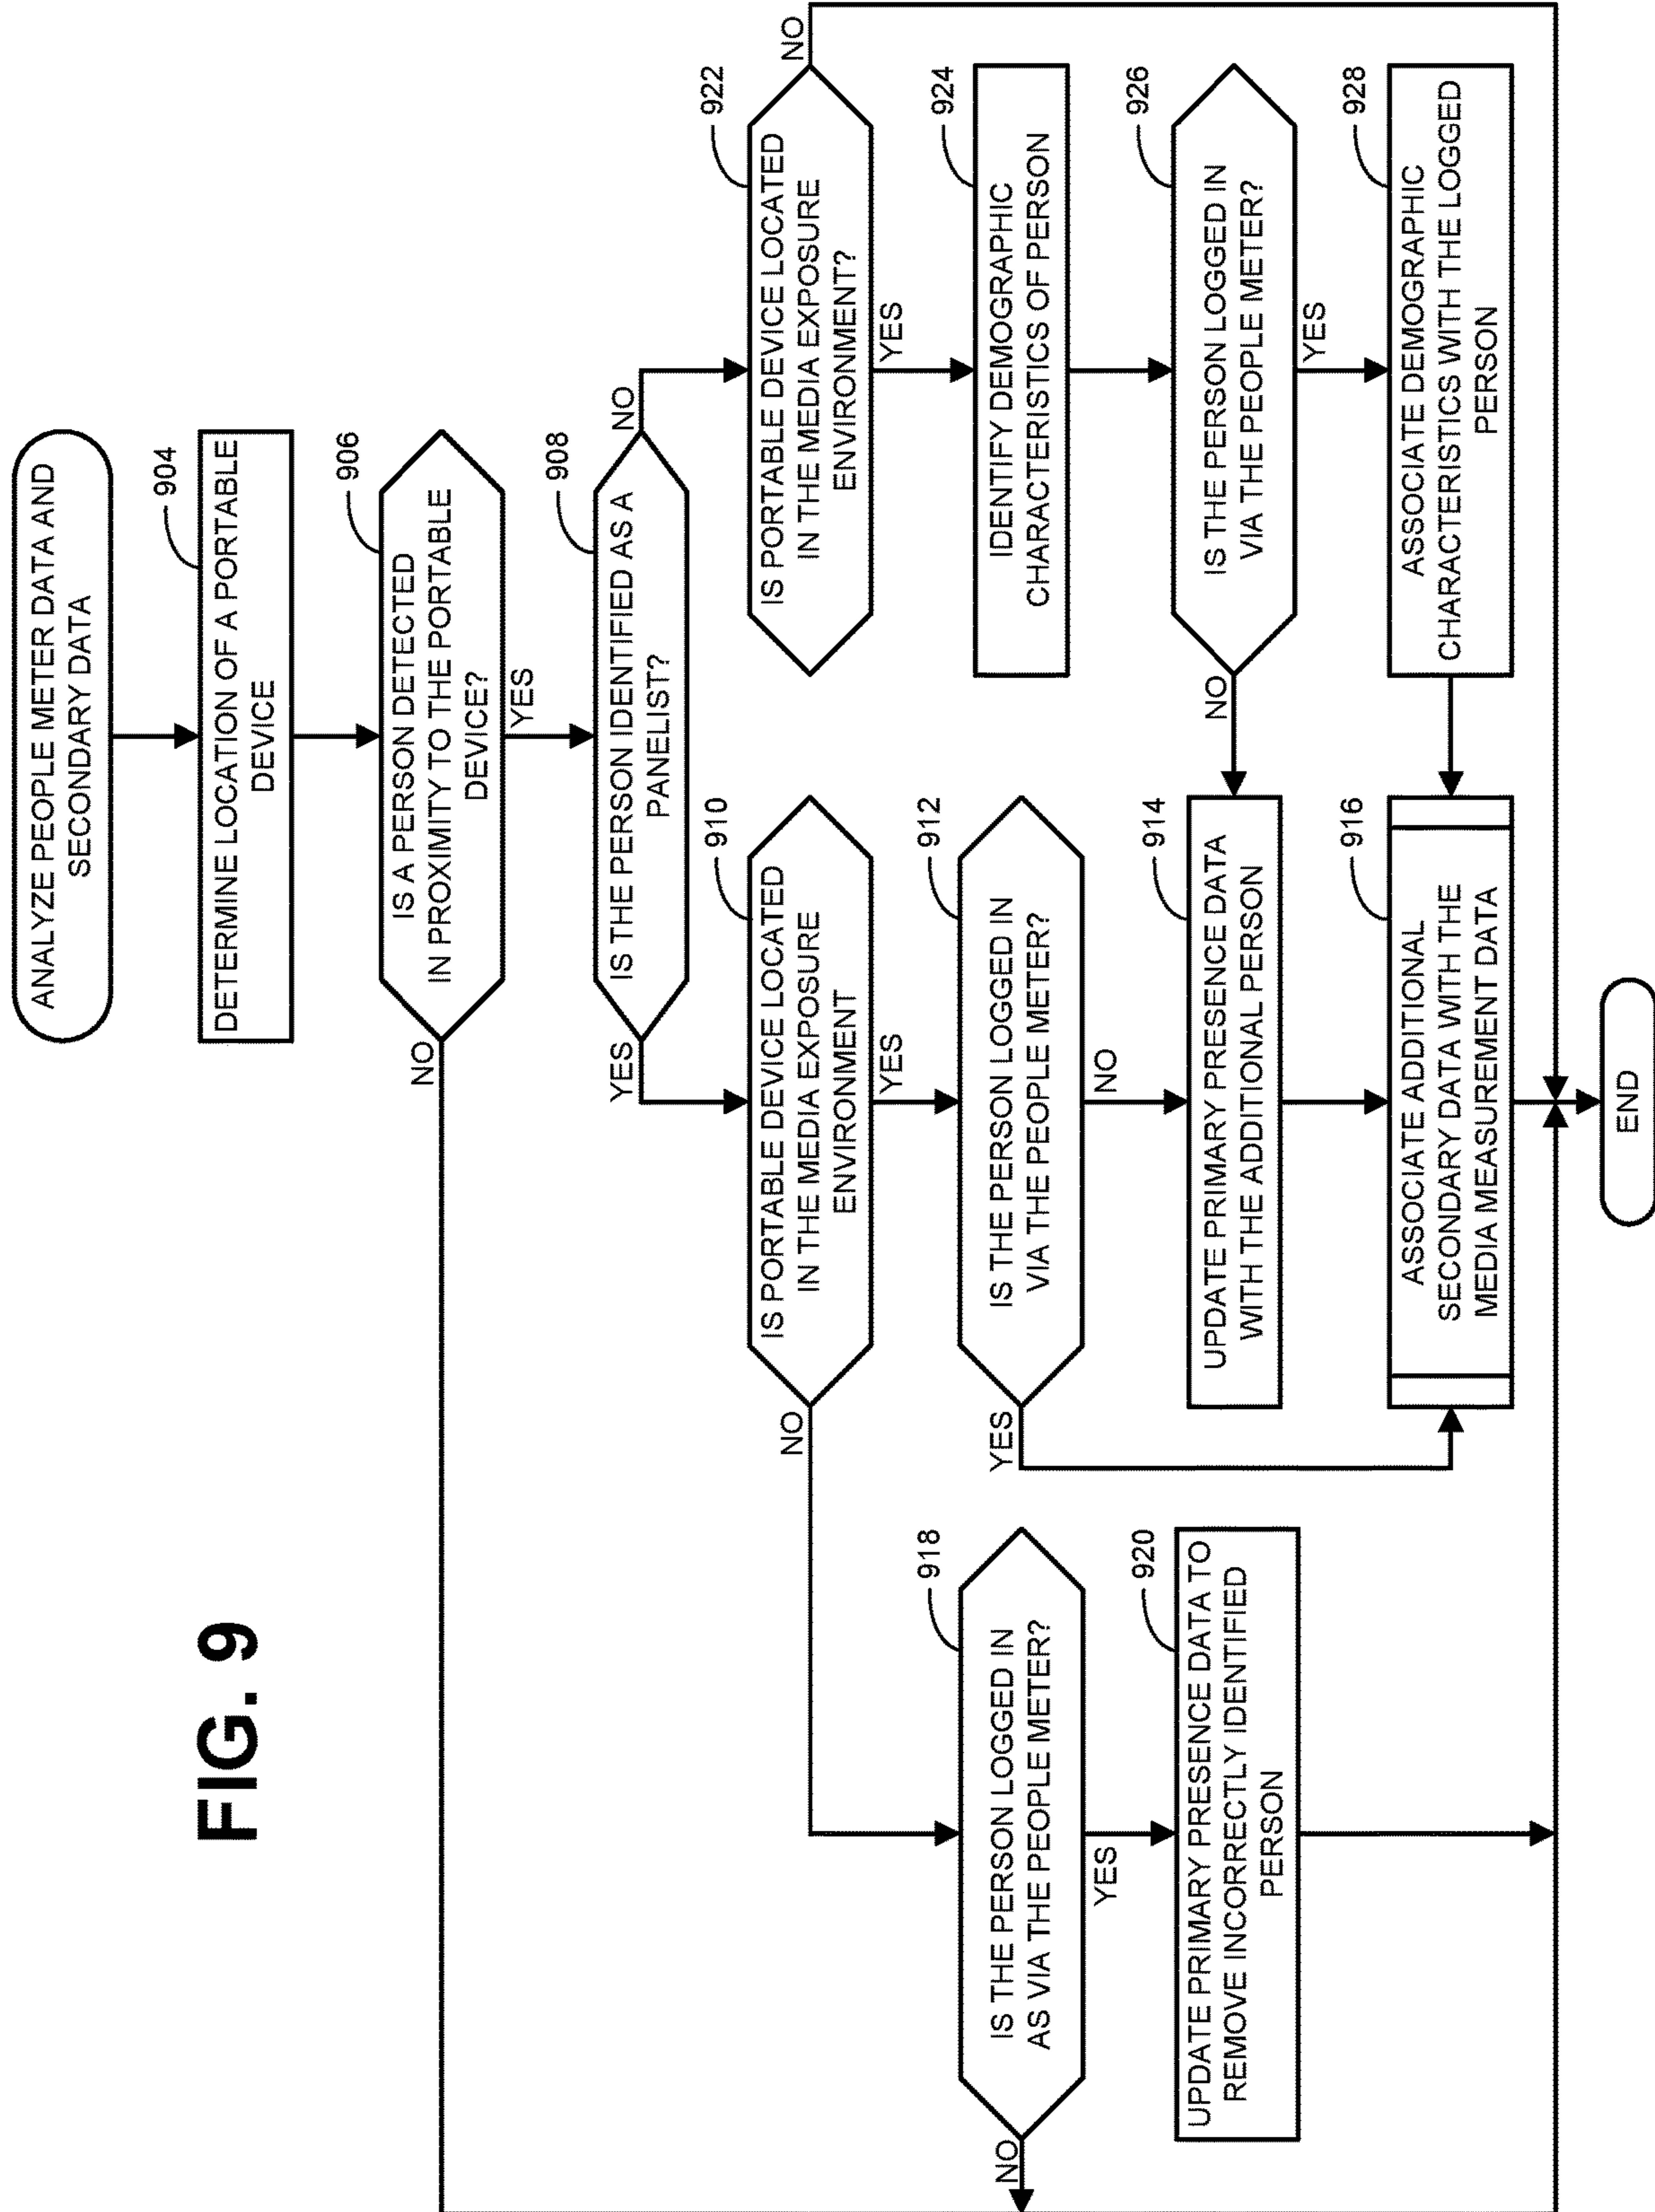 FIG. 9
ANALYZE PEOPLE METER DATA AND
SECONDARY DATA
904
DETERMINE LOCATION OF A PORTABLE
DEVICE
906
IS A PERSON DETECTED
IN PROXIMITY TO THE PORTABLE
DEVICE?
NO
YES
908
IS THE PERSON IDENTIFIED AS A
PANELIST?
YES
NO
910
IS PORTABLE DEVICE LOCATED
IN THE MEDIA EXPOSURE
ENVIRONMENT
NO
YES
912
IS THE PERSON LOGGED IN
VIA THE PEOPLE METER?
YES
NO
914
UPDATE PRIMARY PRESENCE DATA
WITH THE ADDITIONAL PERSON
916
ASSOCIATE ADDITIONAL
SECONDARY DATA WITH THE
MEDIA MEASUREMENT DATA
918
IS THE PERSON LOGGED IN
AS VIA THE PEOPLE METER?
NO
YES
920
UPDATE PRIMARY PRESENCE DATA TO
REMOVE INCORRECTLY IDENTIFIED
PERSON
922
IS PORTABLE DEVICE LOCATED
IN THE MEDIA EXPOSURE
ENVIRONMENT?
NO
YES
924
IDENTIFY DEMOGRAPHIC
CHARACTERISTICS OF PERSON
926
IS THE PERSON LOGGED IN
VIA THE PEOPLE METER?
NO
YES
928
ASSOCIATE DEMOGRAPHIC
CHARACTERISTICS WITH THE LOGGED
PERSON
END